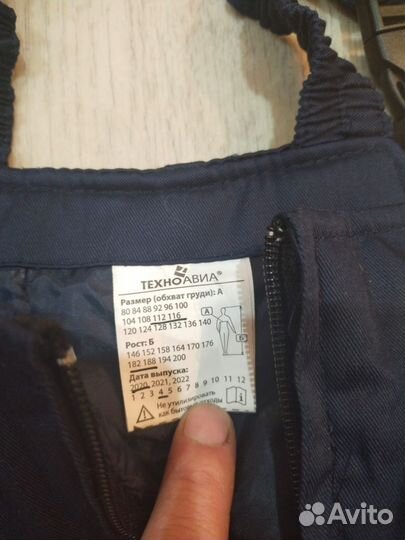 ТЕХНОАВИА®
Размер (обхват груди): А
80 84 88 92 96 100
104 108 112 116
120 124 128 132 136 140
А
Рост: Б
146 152 158 164 170 176
Б
182 188 194 200
Дата выпуска:
2020, 2021, 2022
1 2 3 4 5 6 7 8 9 10 11 12
Не утилизировать
как бытовые отходы
Avito